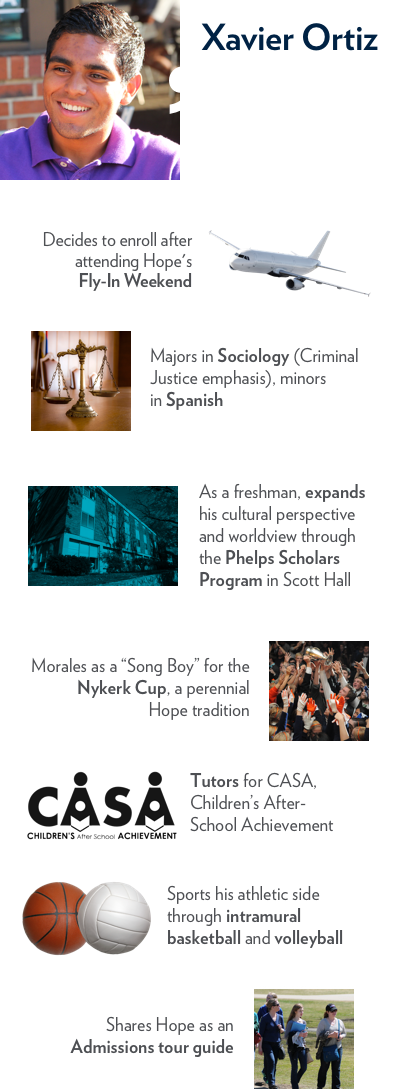 Xavier Ortiz
Decides to enroll after
attending Hope's
Fly-In Weekend
Majors in Sociology (Criminal
Justice emphasis), minors
in Spanish
As a freshman, expands
his cultural perspective
and worldview through
the Phelps Scholars
Program in Scott Hall
Morales as a “Song Boy” for the
Nykerk Cup, a perennial
Hope tradition
CASA
CHILDREN'S After School ACHIEVEMENT
Tutors for CASA,
Children's After-
School Achievement
Sports his athletic side
through intramural
basketball and volleyball
Shares Hope as an
Admissions tour guide